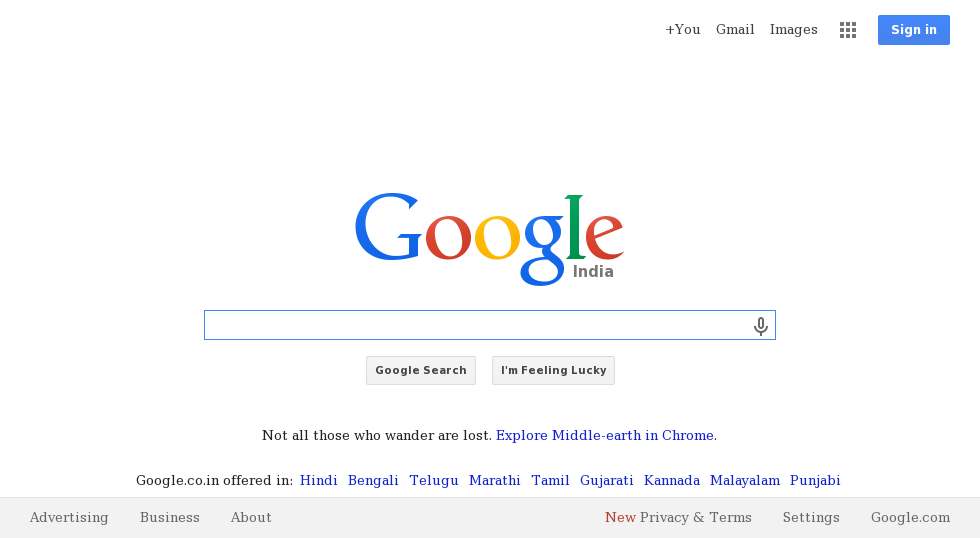 +You Gmail Images Sign in
Google
India
Google Search I'm Feeling Lucky
Not all those who wander are lost. Explore Middle-earth in Chrome.
Google.co.in offered in: Hindi Bengali Telugu Marathi Tamil Gujarati Kannada Malayalam Punjabi
Advertising Business About New Privacy & Terms Settings Google.com